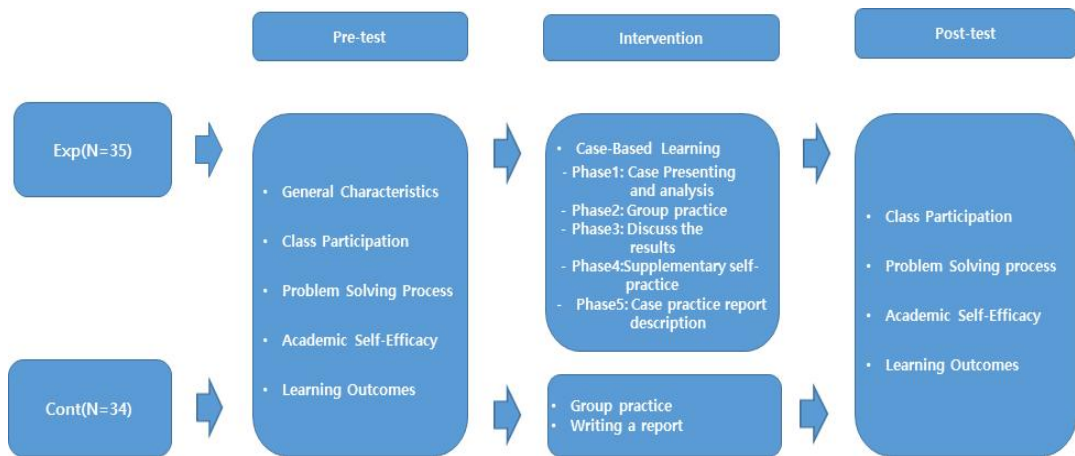 Pre-test
Intervention
Post-test
Exp(N=35)
• General Characteristics
• Class Participation
• Problem Solving Process
• Academic Self-Efficacy
• Learning Outcomes
• Case-Based Learning
- Phase1: Case Presenting
and analysis
- Phase2: Group practice
- Phase3: Discuss the
results
- Phase4:Supplementary self-
practice
- Phase5: Case practice report
description
• Class Participation
• Problem Solving process
• Academic Self-Efficacy
• Learning Outcomes
Cont(N=34)
• Group practice
• Writing a report